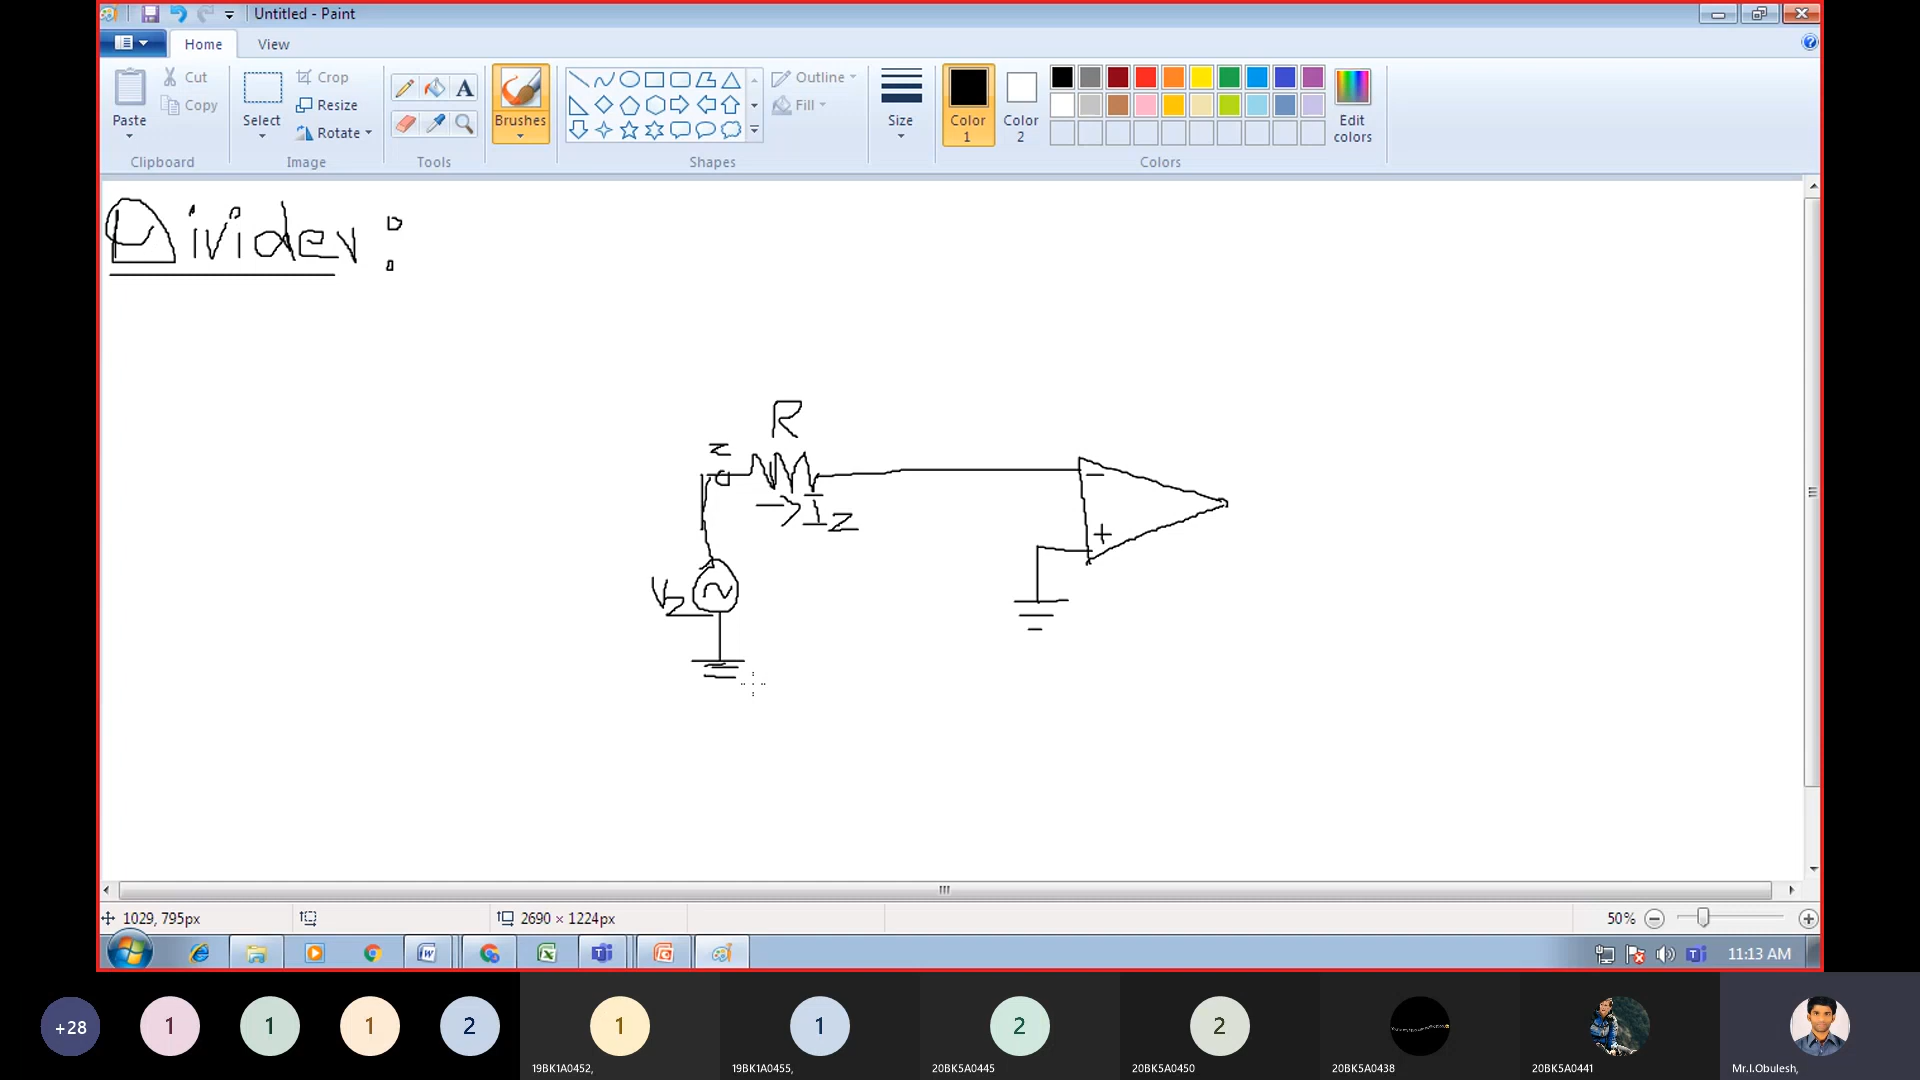 Untitled - Paint
Home View
Paste Cut Copy Clipboard
Select Crop Resize Rotate Image
A
Tools
Brushes
Outline Fill Shapes
Size
Color 1
Color 2
Edit colors
Colors
Divider :
R
z
Iz
Vz
-
+
1029, 795px 2690 × 1224px 50%
11:13 AM
+28 1 1 1 2 1 1 2 2
19BK1A0452, 19BK1A0455, 20BK5A0445 20BK5A0450 20BK5A0438 20BK5A0441 Mr.I.Obulesh,